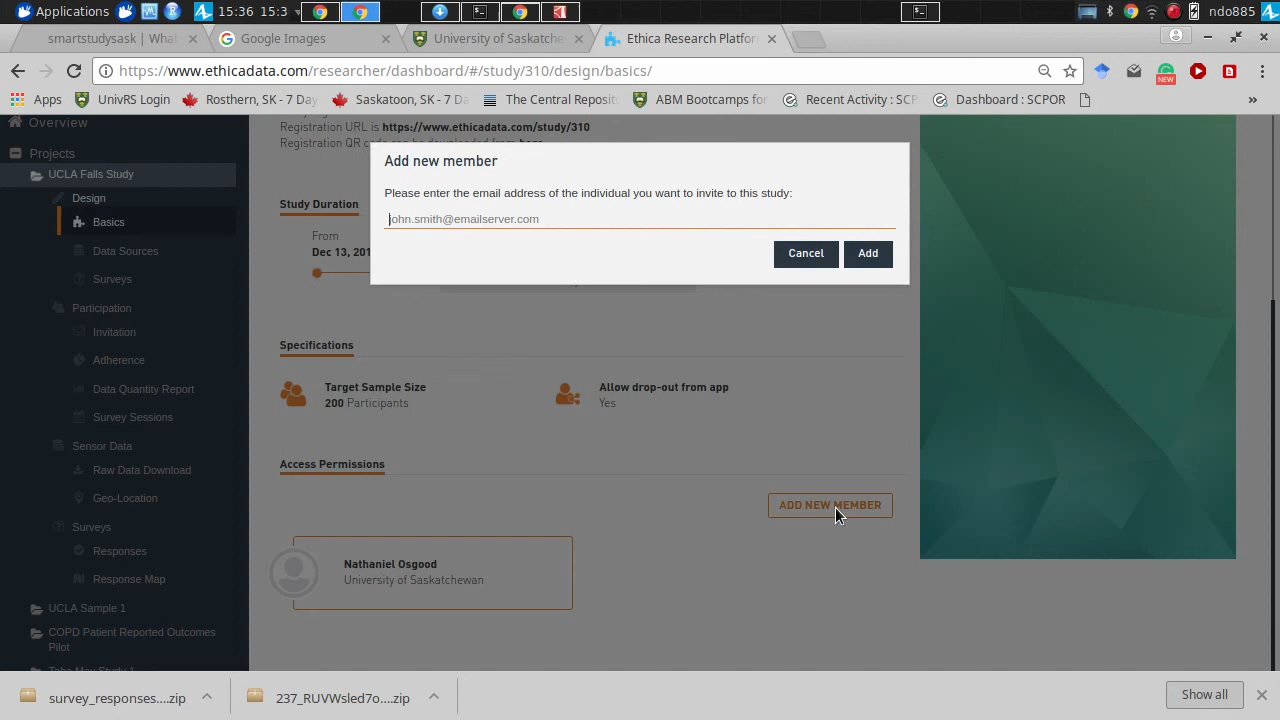 Applications
15:36
15:3
ndo885
smartstudysask | What
Google Images
University of Saskatche
Ethica Research Platfor
https://www.ethicadata.com/researcher/dashboard/#/study/310/design/basics/
NEW
Apps
UnivRS Login
Rosthern, SK - 7 Day
Saskatoon, SK - 7 Da
The Central Reposito
ABM Bootcamps for
Recent Activity : SCP
Dashboard : SCPOR
»
Overview
Projects
UCLA Falls Study
Design
Basics
Data Sources
Surveys
Participation
Invitation
Adherence
Data Quantity Report
Survey Sessions
Sensor Data
Raw Data Download
Geo-Location
Surveys
Responses
Response Map
UCLA Sample 1
COPD Patient Reported Outcomes
Pilot
Registration URL is https://www.ethicadata.com/study/310
Add new member
Please enter the email address of the individual you want to invite to this study:
john.smith@emailserver.com
Cancel
Add
Study Duration
From
Dec 13, 201
Specifications
Target Sample Size
200 Participants
Allow drop-out from app
Yes
Access Permissions
ADD NEW MEMBER
Nathaniel Osgood
University of Saskatchewan
survey_responses....zip
237_RUVWsled7o....zip
Show all